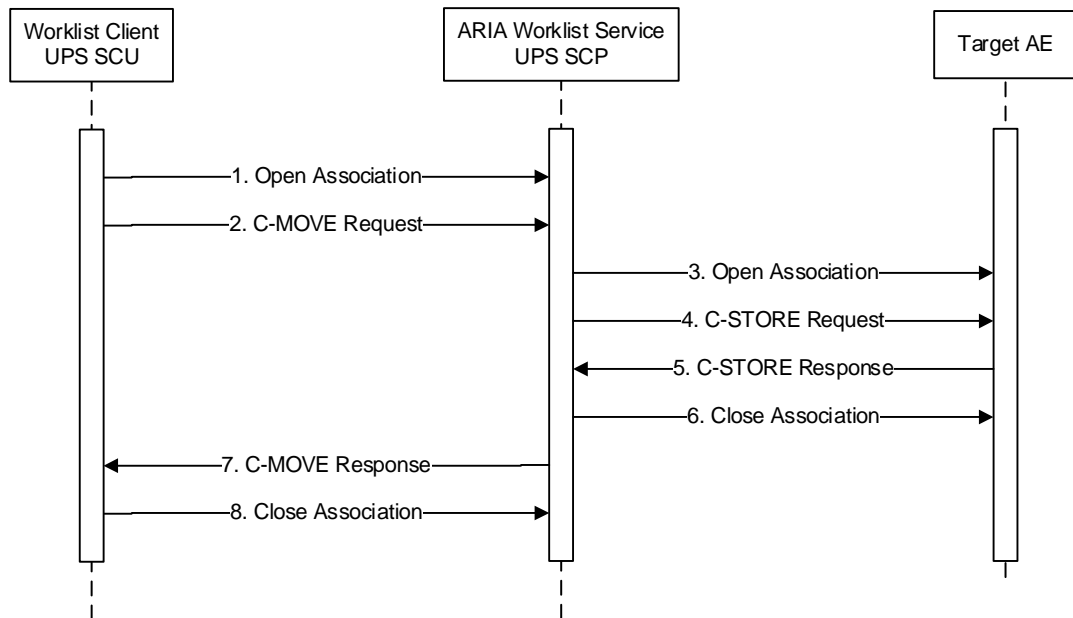 Worklist Client
UPS SCU
ARIA Worklist Service
UPS SCP
Target AE
1. Open Association
2. C-MOVE Request
3. Open Association
4. C-STORE Request
5. C-STORE Response
6. Close Association
7. C-MOVE Response
8. Close Association